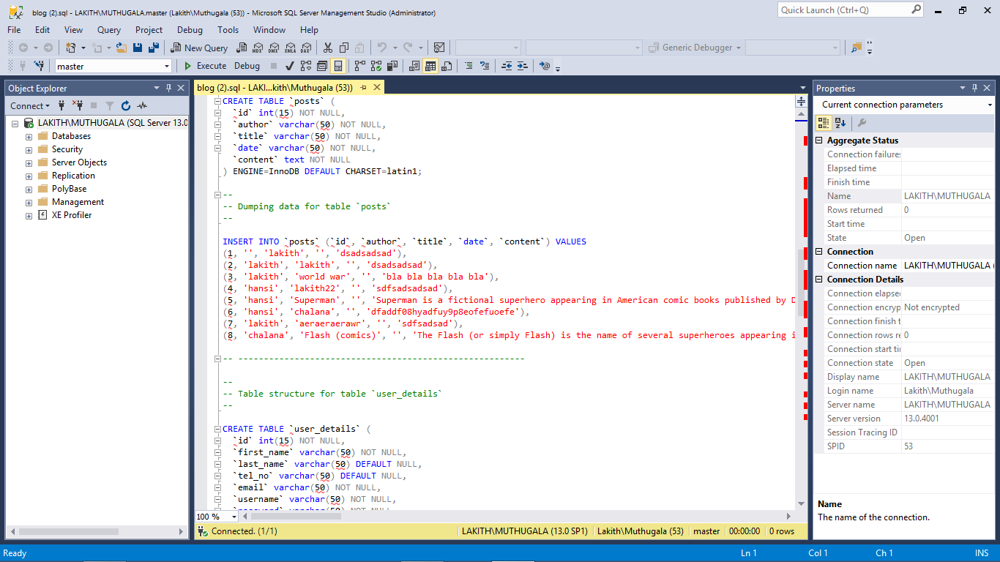 blog (2).sql - LAKITH\MUTHUGALA.master (Lakith\Muthugala (53)) - Microsoft SQL Server Management Studio (Administrator)
Quick Launch (Ctrl+Q)
File Edit View Query Project Debug Tools Window Help
New Query MDX DMX XMLA DAX Generic Debugger
master Execute Debug
Object Explorer
Connect
LAKITH\MUTHUGALA (SQL Server 13.0
Databases
Security
Server Objects
Replication
PolyBase
Management
XE Profiler
blog (2).sql - LAKI...kith\Muthugala (53))
CREATE TABLE `posts` (
`id` int(15) NOT NULL,
`author` varchar(50) NOT NULL,
`title` varchar(50) NOT NULL,
`date` varchar(50) NOT NULL,
`content` text NOT NULL
) ENGINE=InnoDB DEFAULT CHARSET=latin1;
--
-- Dumping data for table `posts`
--
INSERT INTO `posts` (`id`, `author`, `title`, `date`, `content`) VALUES
(1, '', 'lakith', '', 'dsadsadsad'),
(2, 'lakith', 'lakith', '', 'dsadsadsad'),
(3, 'lakith', 'world war', '', 'bla bla bla bla bla'),
(4, 'hansi', 'lakith22', '', 'sdfsadsadsad'),
(5, 'hansi', 'Superman', '', 'Superman is a fictional superhero appearing in American comic books published by D
(6, 'hansi', 'chalana', '', 'dfaddf08hyadfuy9p8eofefuoefe'),
(7, 'lakith', 'aeraeraerawr', '', 'sdfsadsad'),
(8, 'chalana', 'Flash (comics)', '', 'The Flash (or simply Flash) is the name of several superheroes appearing i
-- --------------------------------------------------------
--
-- Table structure for table `user_details`
--
CREATE TABLE `user_details` (
`id` int(15) NOT NULL,
`first_name` varchar(50) NOT NULL,
`last_name` varchar(50) DEFAULT NULL,
`tel_no` varchar(50) DEFAULT NULL,
`email` varchar(50) NOT NULL,
`username` varchar(50) NOT NULL,
`password` varchar(50) NOT NULL,
100 %
Connected. (1/1) LAKITH\MUTHUGALA (13.0 SP1) Lakith\Muthugala (53) master 00:00:00 0 rows
Properties
Current connection parameters
Aggregate Status
Connection failures
Elapsed time
Finish time
Name LAKITH\MUTHUGALA
Rows returned 0
Start time
State Open
Connection
Connection name LAKITH\MUTHUGALA (
Connection Details
Connection elapse
Connection encryp Not encrypted
Connection finish t
Connection rows re 0
Connection start ti
Connection state Open
Display name LAKITH\MUTHUGALA
Login name Lakith\Muthugala
Server name LAKITH\MUTHUGALA
Server version 13.0.4001
Session Tracing ID
SPID 53
Name
The name of the connection.
Ready Ln 1 Col 1 Ch 1 INS